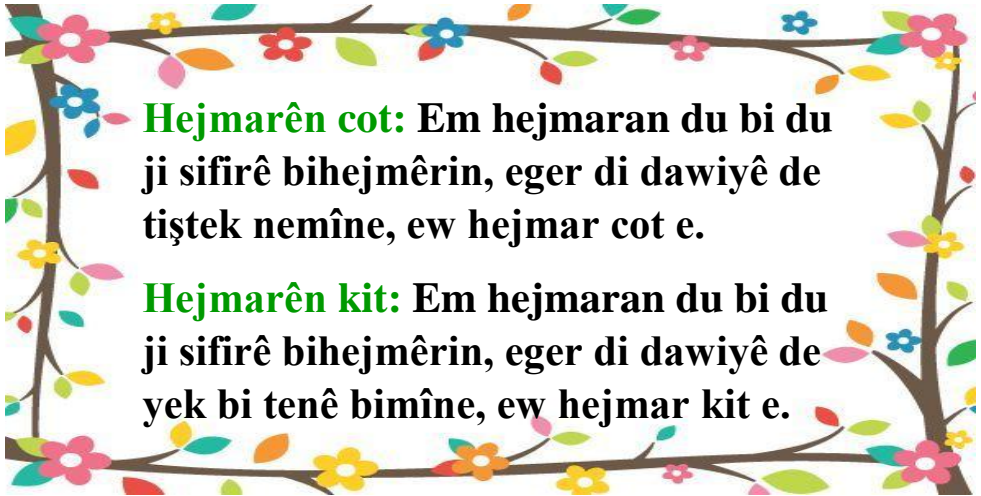 Hejmarên cot: Em hejmaran du bi du
ji sifirê bihejmêrin, eger di dawiyê de
tiştek nemîne, ew hejmar cot e.
Hejmarên kit: Em hejmaran du bi du
ji sifirê bihejmêrin, eger di dawiyê de
yek bi tenê bimîne, ew hejmar kit e.